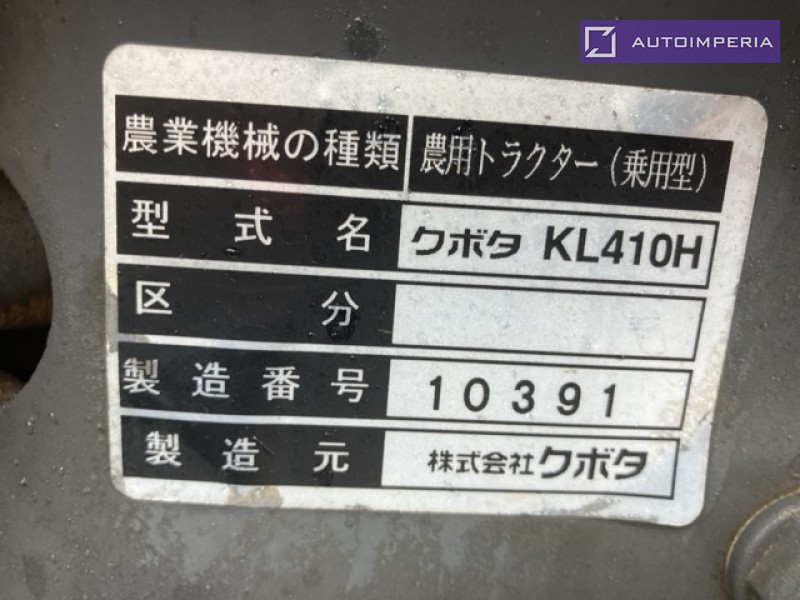 AUTOIMPERIA
農業機械の種類 農用トラクター(乗用型)
型式名 クボタ KL410H
区分
製造番号 10391
製造元 株式会社クボタ